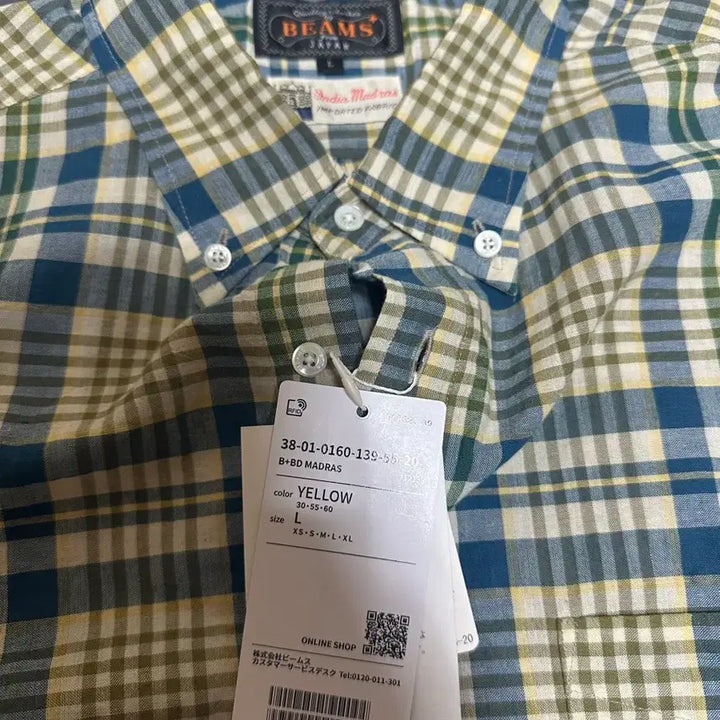 BEAMS+
JAPAN
L
India Madras
IMPORTED FABRIC
RFID
38-01-0160-139-55 20
B+BD MADRAS
color YELLOW
30・55・60
size L
XS・S・M・L・XL
ONLINE SHOP
株式会社ビームス
カスタマーサービスデスク Tel:0120-011-301
-20